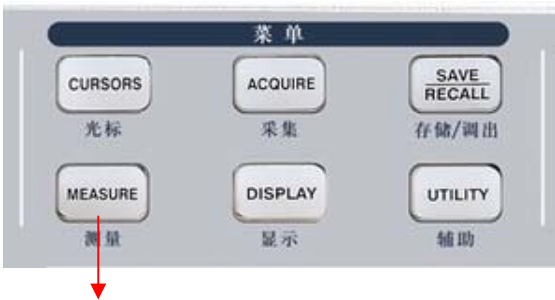 菜单
CURSORS ACQUIRE SAVE
RECALL
光标 采集 存储/调出
MEASURE DISPLAY UTILITY
测量 显示 辅助